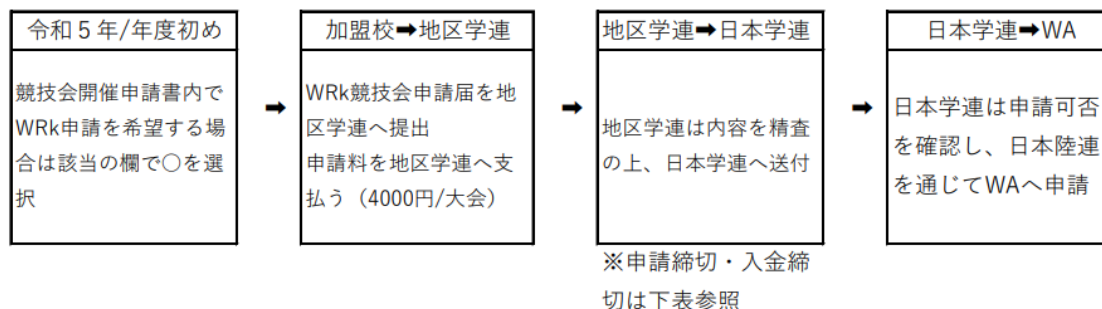 令和５年/年度初め
競技会開催申請書内で
WRk申請を希望する場
合は該当の欄で○を選
択
➡
加盟校➡地区学連
WRk競技会申請届を地
区学連へ提出
申請料を地区学連へ支
払う（4000円/大会）
➡
地区学連➡日本学連
地区学連は内容を精査
の上、日本学連へ送付
※申請締切・入金締
切は下表参照
➡
日本学連➡WA
日本学連は申請可否
を確認し、日本陸連
を通じてWAへ申請